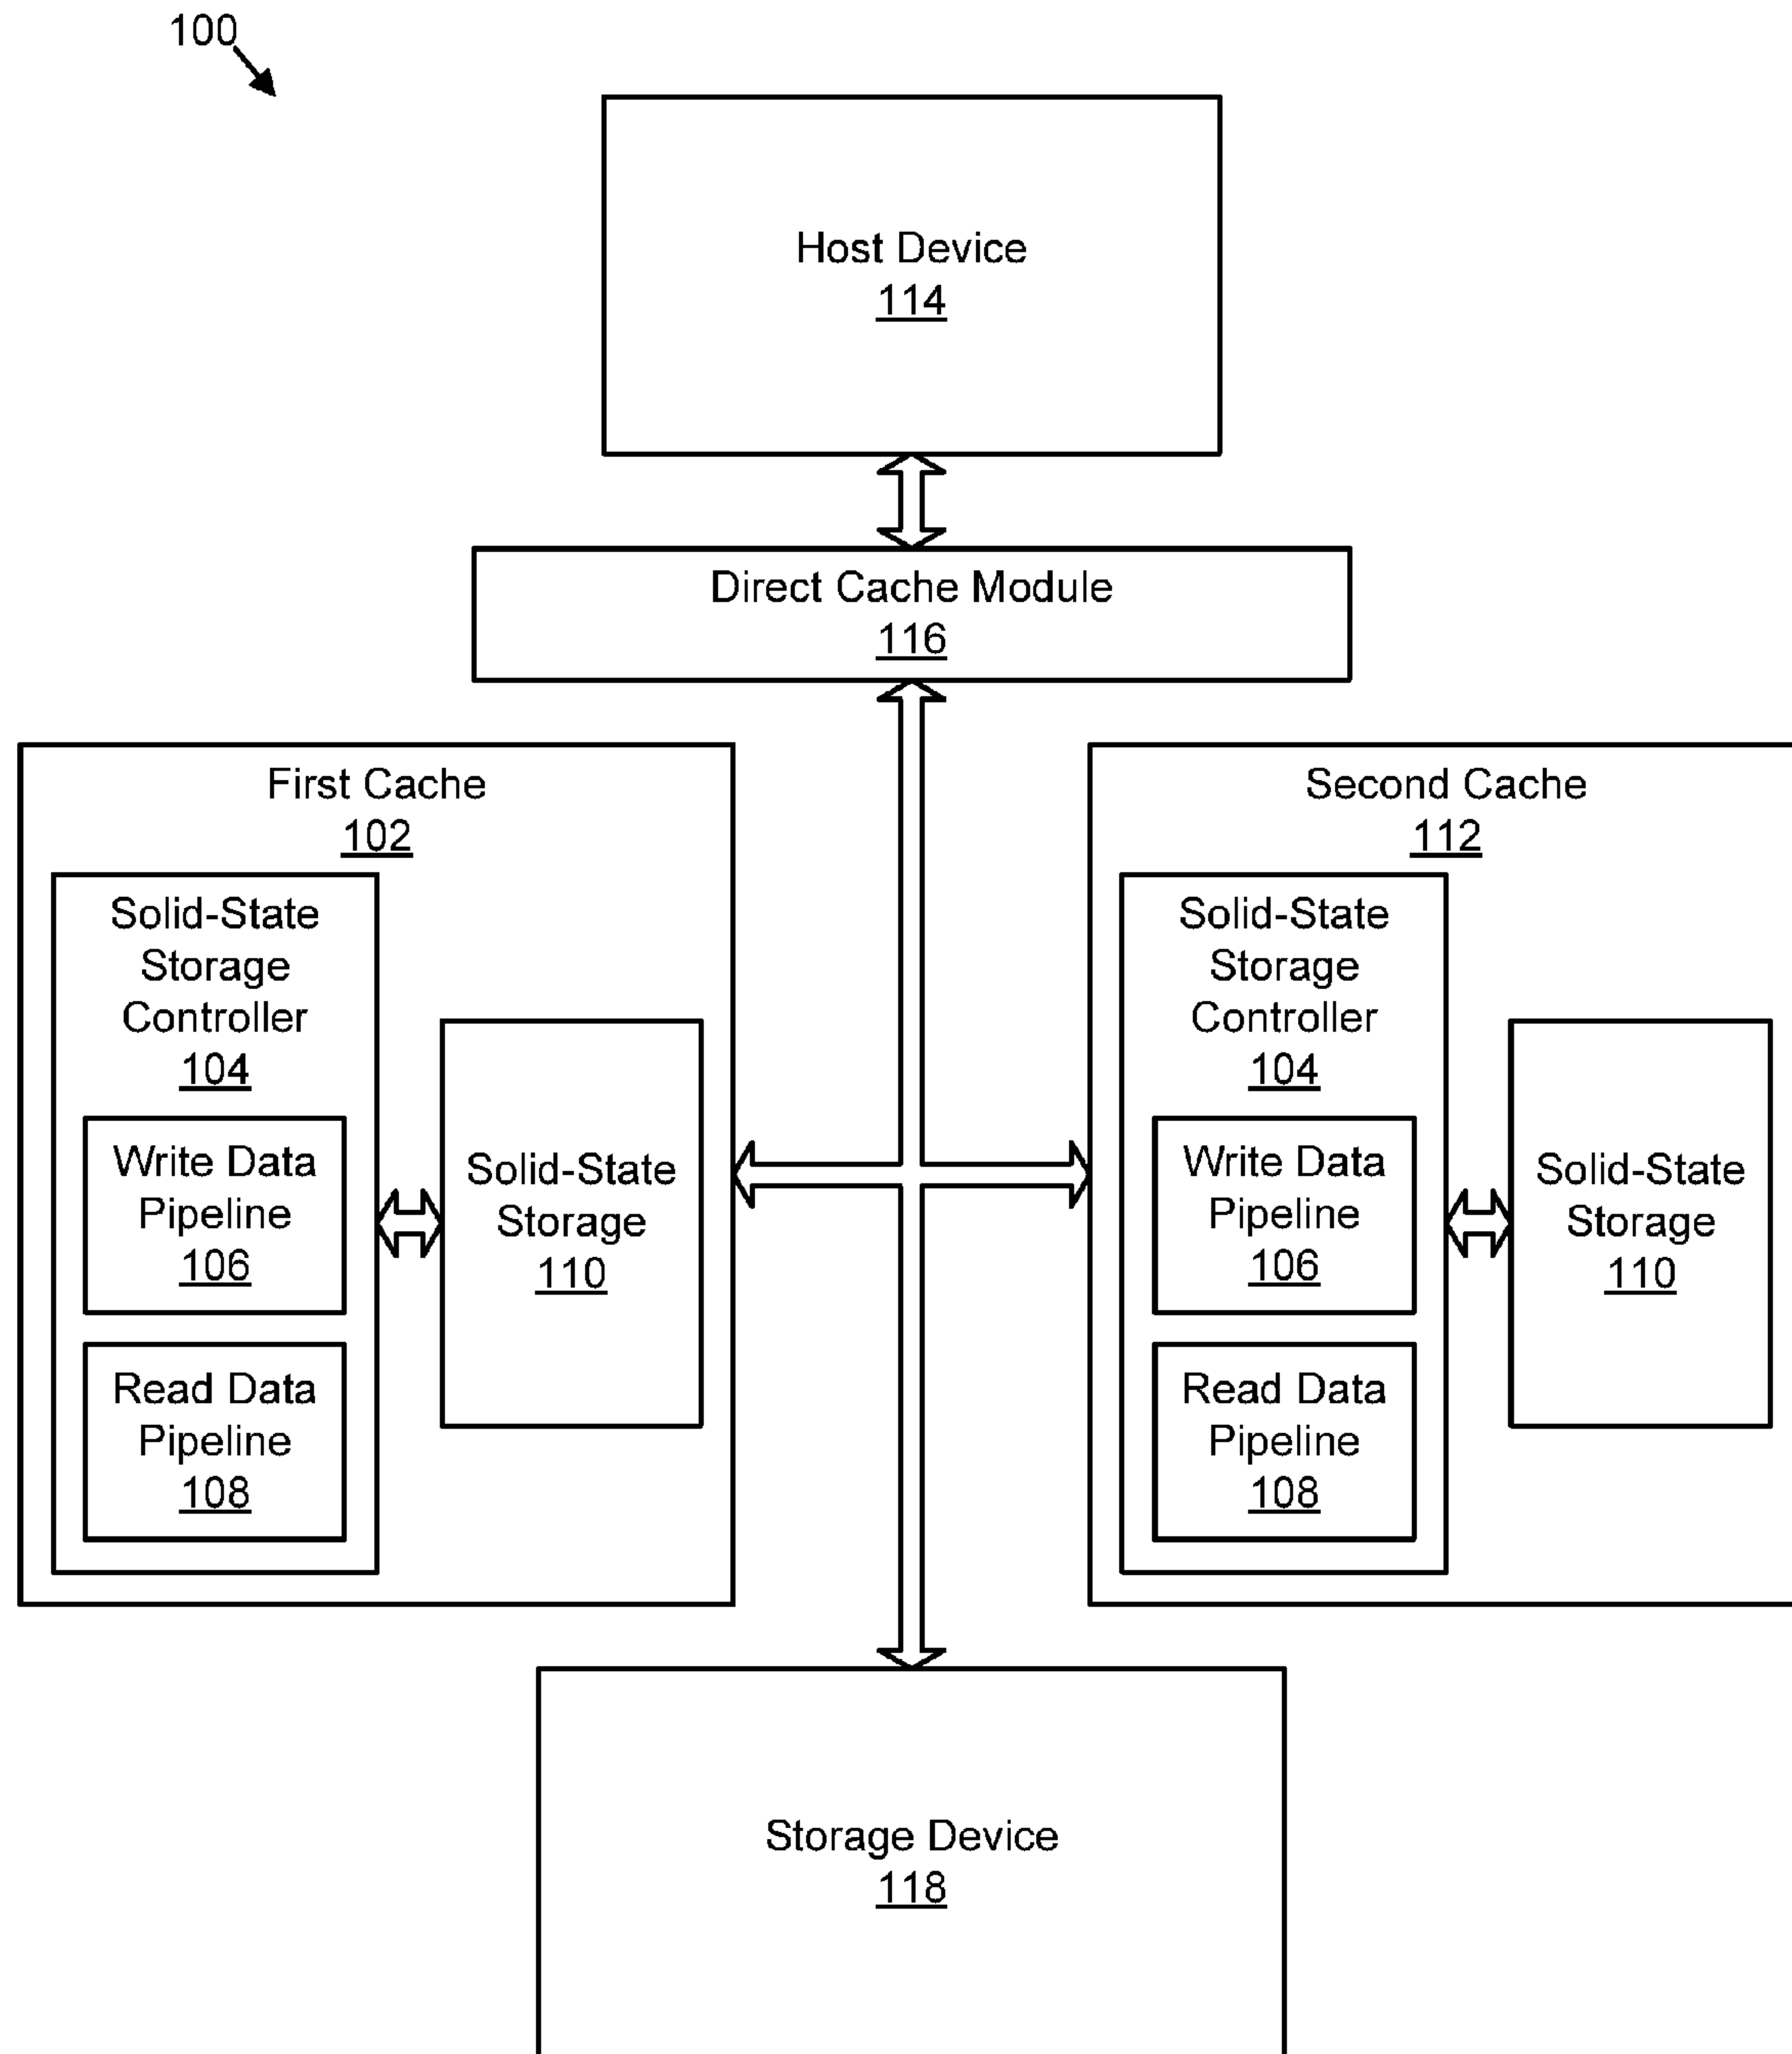 100
Host Device
114
Direct Cache Module
116
First Cache
102
Solid-State
Storage
Controller
104
Write Data
Pipeline
106
Read Data
Pipeline
108
Solid-State
Storage
110
Second Cache
112
Solid-State
Storage
Controller
104
Write Data
Pipeline
106
Read Data
Pipeline
108
Solid-State
Storage
110
Storage Device
118